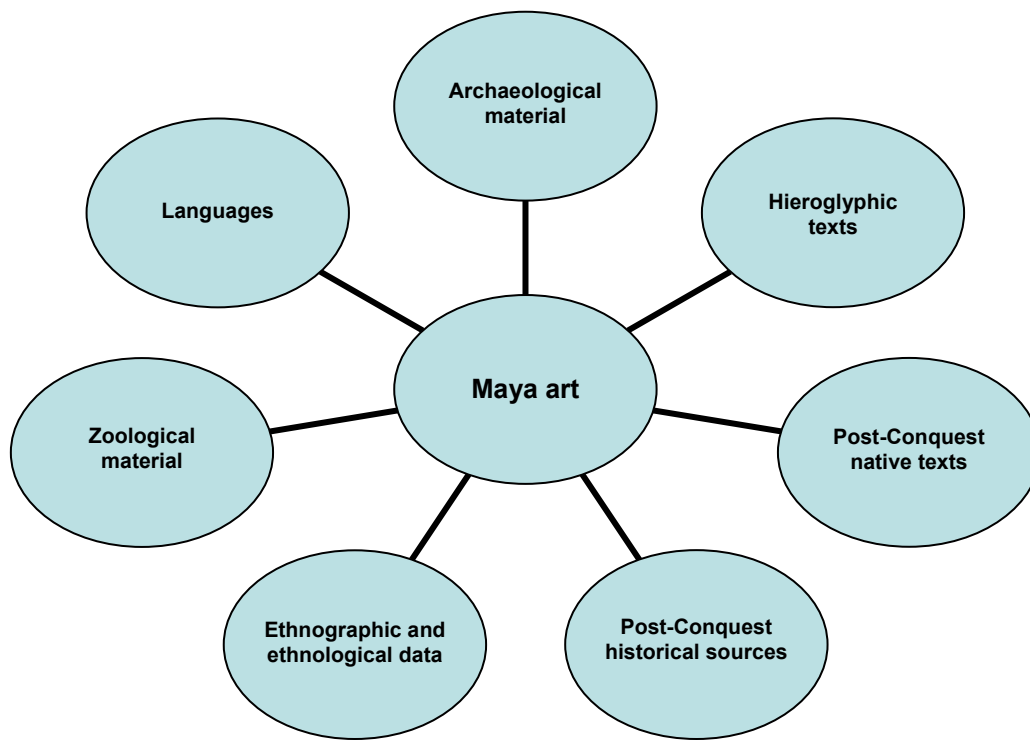 Archaeological
material
Languages
Hieroglyphic
texts
Maya art
Zoological
material
Post-Conquest
native texts
Ethnographic and
ethnological data
Post-Conquest
historical sources